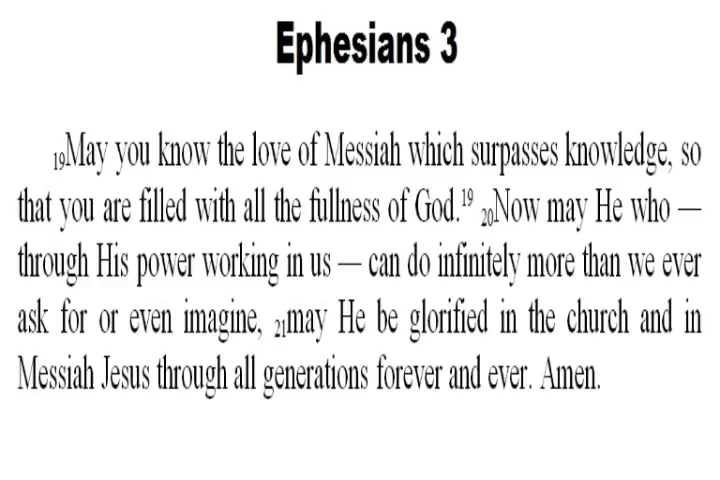 Ephesians 3
19May you know the love of Messiah which surpasses knowledge, so
that you are filled with all the fullness of God.19 20Now may He who —
through His power working in us — can do infinitely more than we ever
ask for or even imagine, 21may He be glorified in the church and in
Messiah Jesus through all generations forever and ever. Amen.